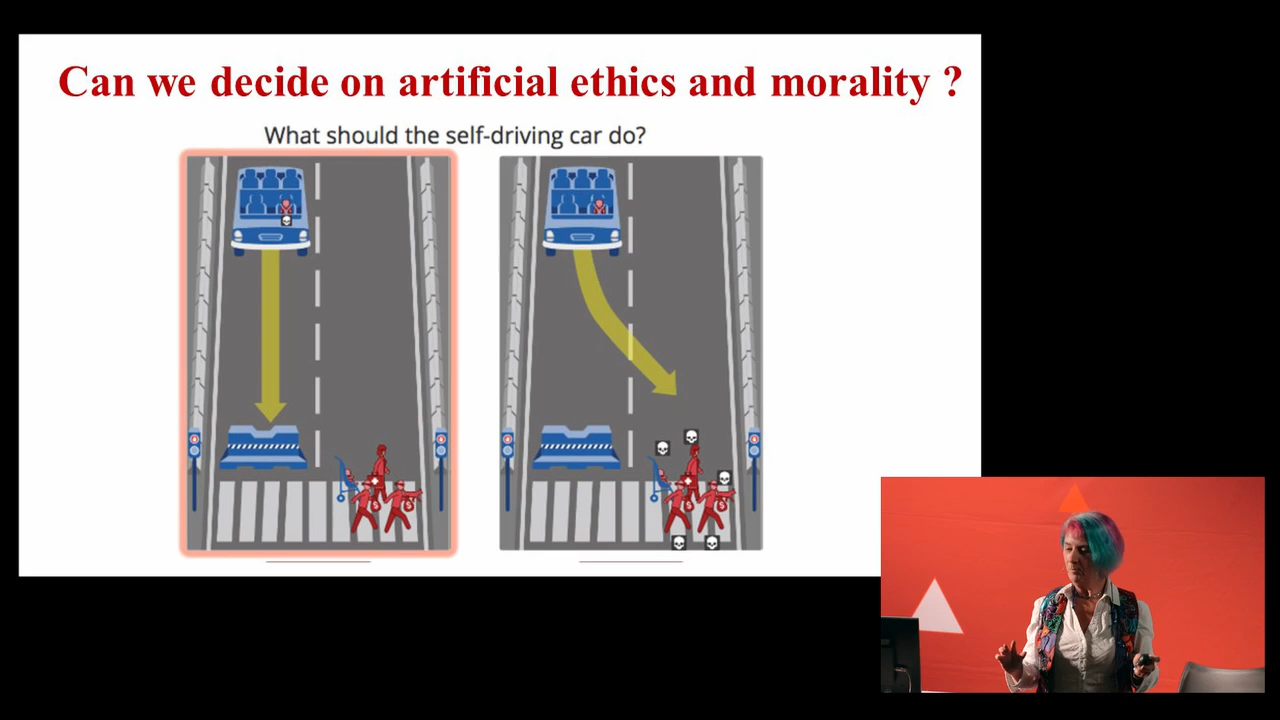 Can we decide on artificial ethics and morality ?
What should the self-driving car do?